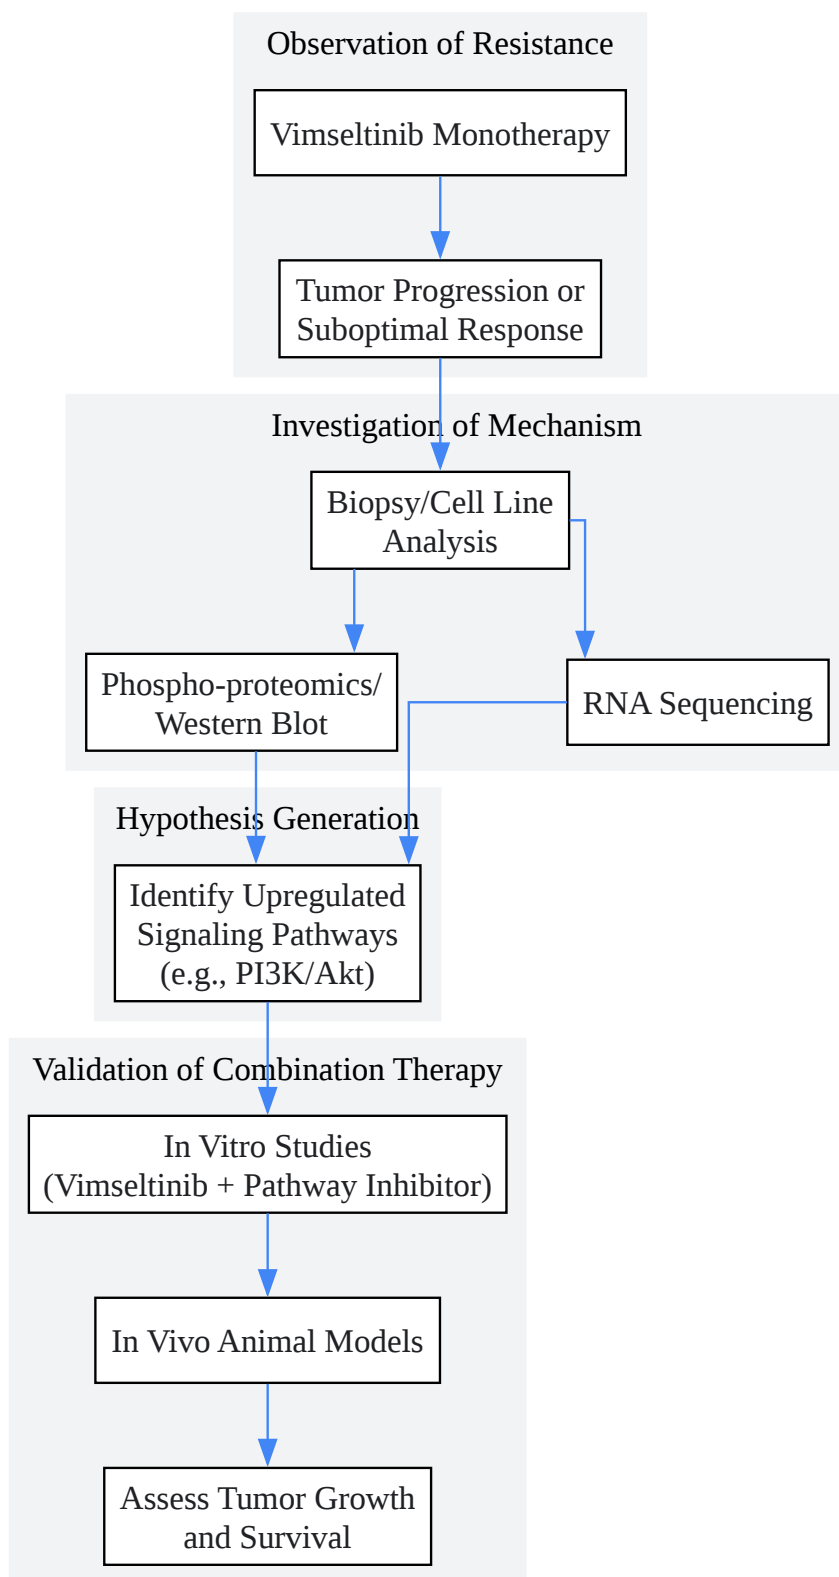 Observation of Resistance
Vimseltinib Monotherapy
Tumor Progression or
Suboptimal Response
Investigation of Mechanism
Biopsy/Cell Line
Analysis
Phospho-proteomics/
Western Blot
RNA Sequencing
Hypothesis Generation
Identify Upregulated
Signaling Pathways
(e.g., PI3K/Akt)
Validation of Combination Therapy
In Vitro Studies
(Vimseltinib + Pathway Inhibitor)
In Vivo Animal Models
Assess Tumor Growth
and Survival